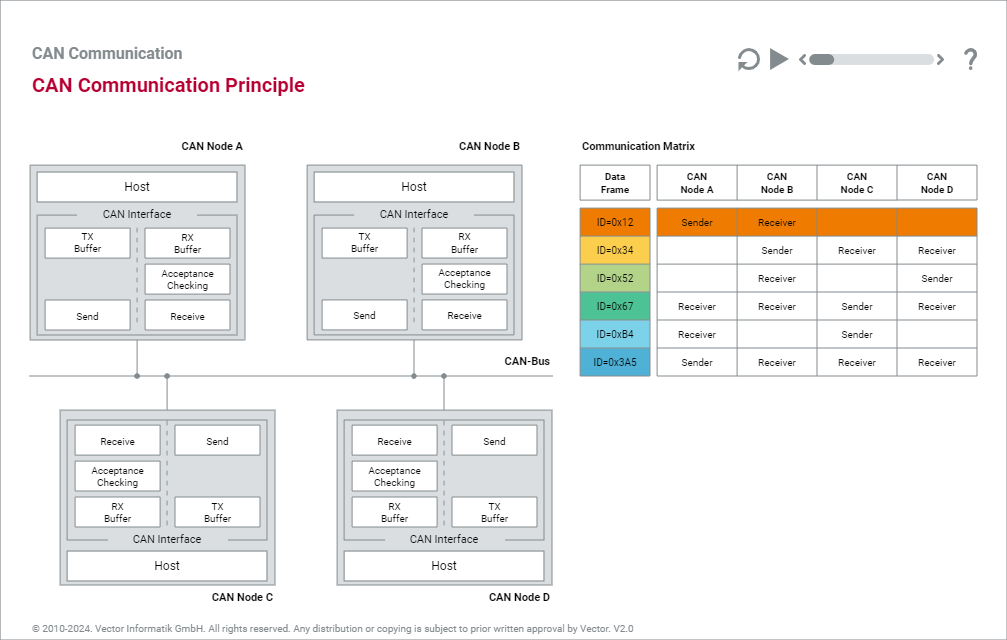 CAN Communication
CAN Communication Principle
?
CAN Node A
Host
CAN Interface
TX
Buffer
RX
Buffer
Acceptance
Checking
Send
Receive
CAN Node B
Host
CAN Interface
TX
Buffer
RX
Buffer
Acceptance
Checking
Send
Receive
CAN-Bus
Receive
Send
Acceptance
Checking
RX
Buffer
TX
Buffer
CAN Interface
Host
CAN Node C
Receive
Send
Acceptance
Checking
RX
Buffer
TX
Buffer
CAN Interface
Host
CAN Node D
Communication Matrix
Data
Frame
CAN
Node A
CAN
Node B
CAN
Node C
CAN
Node D
ID=0x12 Sender Receiver
ID=0x34 Sender Receiver Receiver
ID=0x52 Receiver Sender
ID=0x67 Receiver Receiver Sender Receiver
ID=0xB4 Receiver Sender
ID=0x3A5 Sender Receiver Receiver Receiver
© 2010-2024. Vector Informatik GmbH. All rights reserved. Any distribution or copying is subject to prior written approval by Vector. V2.0